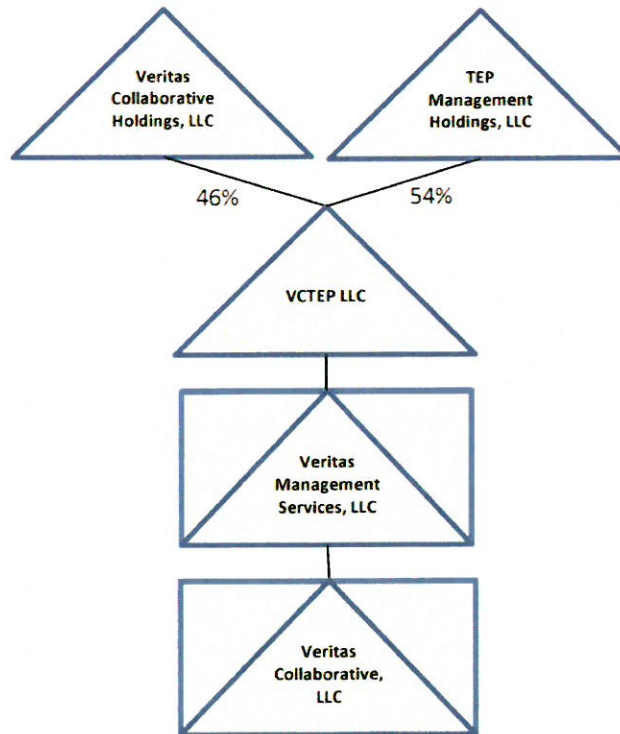 Veritas
Collaborative
Holdings, LLC
TEP
Management
Holdings, LLC
46%
54%
VCTEP LLC
Veritas
Management
Services, LLC
Veritas
Collaborative,
LLC